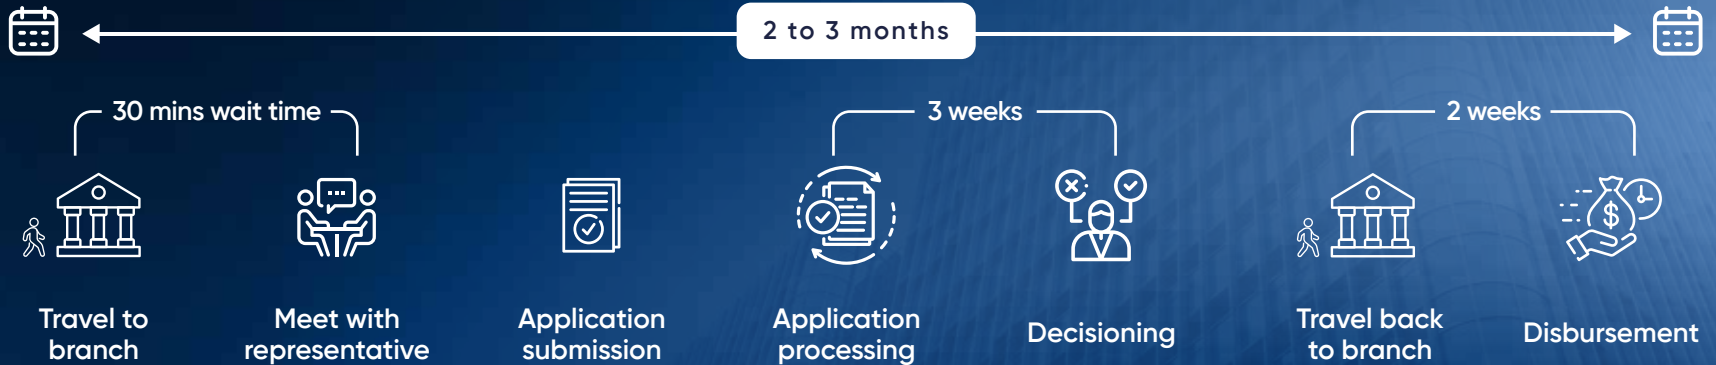 2 to 3 months
30 mins wait time
3 weeks
2 weeks
$
Travel to
branch
Meet with
representative
Application
submission
Application
processing
Decisioning
Travel back
to branch
Disbursement